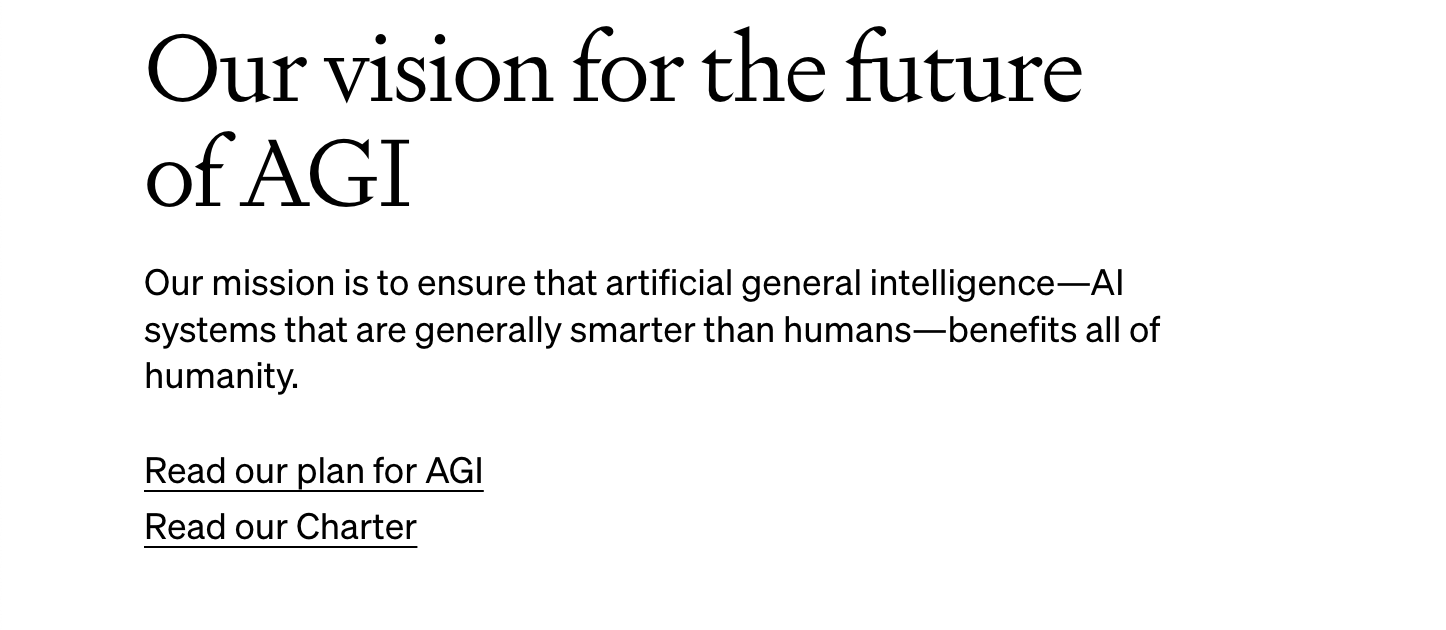 Our vision for the future
of AGI
Our mission is to ensure that artificial general intelligence—AI
systems that are generally smarter than humans—benefits all of
humanity.
Read our plan for AGI
Read our Charter